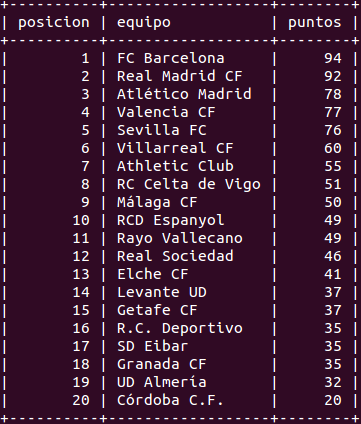 posicion | equipo | puntos
1 | FC Barcelona | 94
2 | Real Madrid CF | 92
3 | Atlético Madrid | 78
4 | Valencia CF | 77
5 | Sevilla FC | 76
6 | Villarreal CF | 60
7 | Athletic Club | 55
8 | RC Celta de Vigo | 51
9 | Málaga CF | 50
10 | RCD Espanyol | 49
11 | Rayo Vallecano | 49
12 | Real Sociedad | 46
13 | Elche CF | 41
14 | Levante UD | 37
15 | Getafe CF | 37
16 | R.C. Deportivo | 35
17 | SD Eibar | 35
18 | Granada CF | 35
19 | UD Almería | 32
20 | Córdoba C.F. | 20